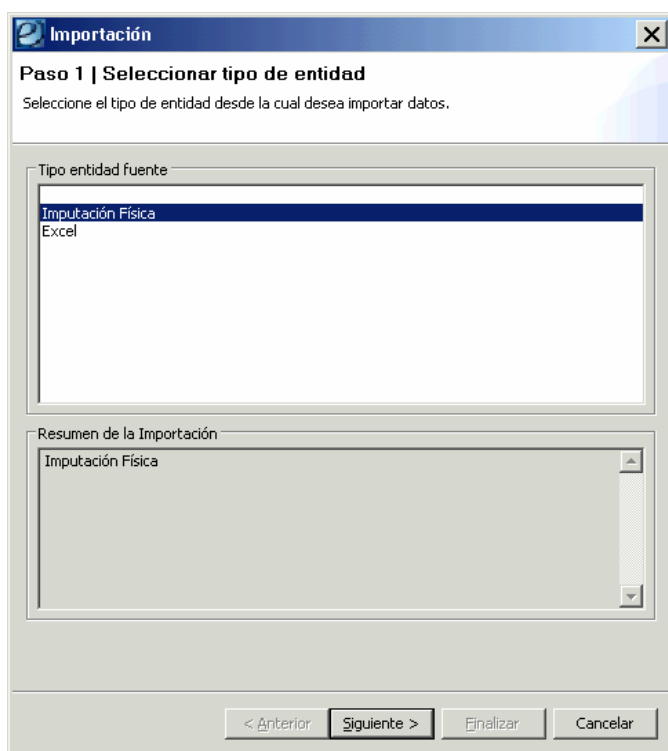 Importación
Paso 1 | Seleccionar tipo de entidad
Seleccione el tipo de entidad desde la cual desea importar datos.
Tipo entidad fuente
Imputación Física
Excel
Resumen de la Importación
Imputación Física
< Anterior Siguiente > Finalizar Cancelar